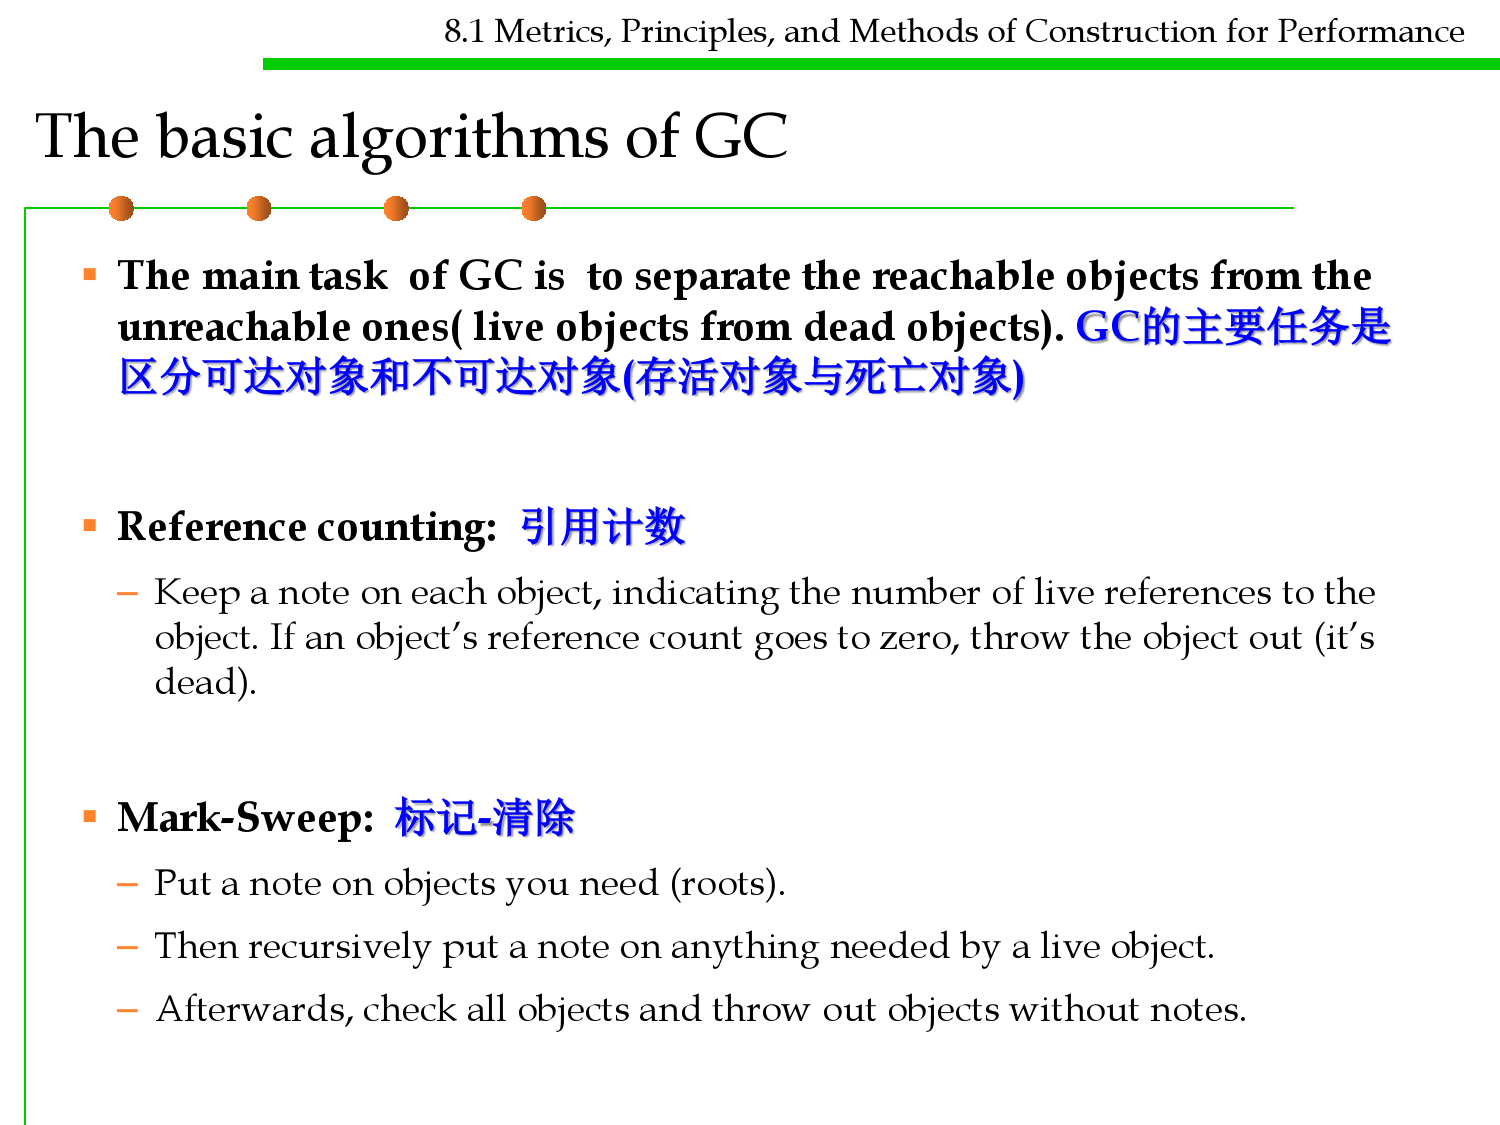 8.1 Metrics, Principles, and Methods of Construction for Performance
The basic algorithms of GC
▪ The main task of GC is to separate the reachable objects from the
unreachable ones( live objects from dead objects). GC的主要任务是
区分可达对象和不可达对象(存活对象与死亡对象)
▪ Reference counting: 引用计数
– Keep a note on each object, indicating the number of live references to the
object. If an object’s reference count goes to zero, throw the object out (it’s
dead).
▪ Mark-Sweep: 标记-清除
– Put a note on objects you need (roots).
– Then recursively put a note on anything needed by a live object.
– Afterwards, check all objects and throw out objects without notes.